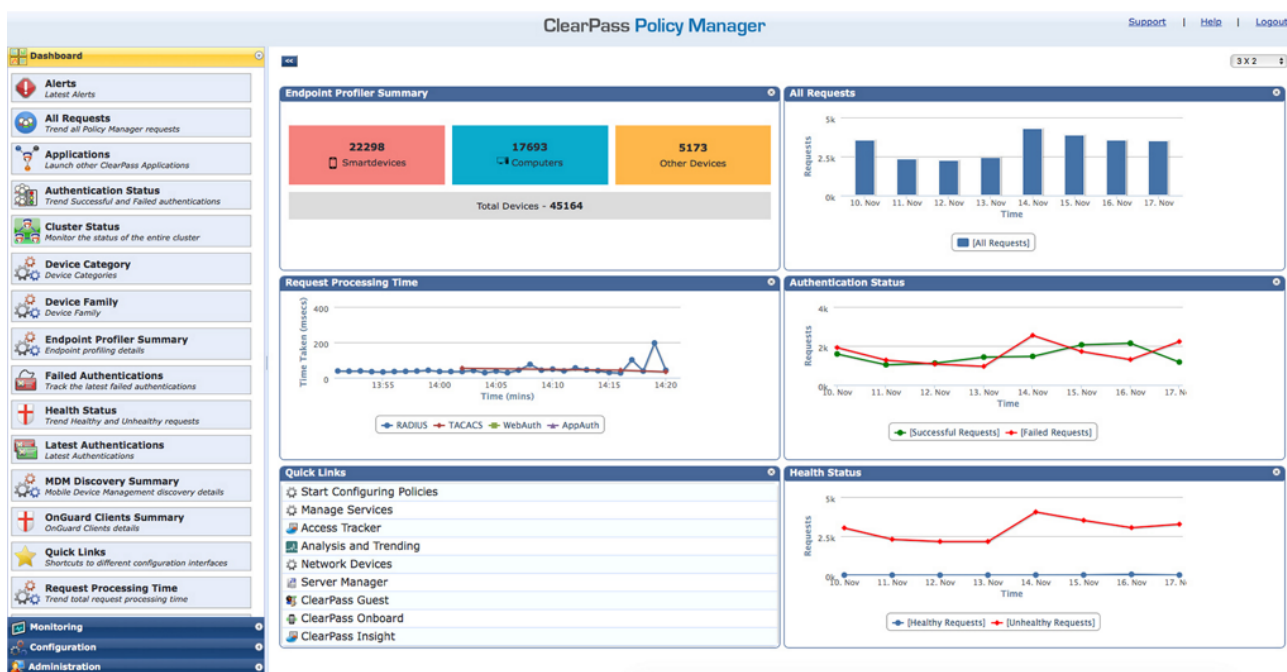 ClearPass Policy Manager
Support | Help | Logout
Dashboard
Alerts
Latest Alerts
All Requests
Trend all Policy Manager requests
Applications
Launch other ClearPass Applications
Authentication Status
Trend Successful and Failed authentications
Cluster Status
Monitor the status of the entire cluster
Device Category
Device Categories
Device Family
Device Family
Endpoint Profiler Summary
Endpoint profiling details
Failed Authentications
Track the latest failed authentications
Health Status
Trend Healthy and Unhealthy requests
Latest Authentications
Latest Authentications
MDM Discovery Summary
Mobile Device Management discovery details
OnGuard Clients Summary
OnGuard Clients details
Quick Links
Shortcuts to different configuration interfaces
Request Processing Time
Trend total request processing time
Monitoring
Configuration
Administration
<<
3 X 2
Endpoint Profiler Summary
22298
Smartdevices
17693
Computers
5173
Other Devices
Total Devices - 45164
All Requests
Requests
5k
2.5k
0k
10. Nov 11. Nov 12. Nov 13. Nov 14. Nov 15. Nov 16. Nov 17. Nov
Time
[All Requests]
Request Processing Time
Time Taken (msecs)
400
200
0
13:55 14:00 14:05 14:10 14:15 14:20
Time (mins)
RADIUS TACACS WebAuth AppAuth
Authentication Status
Requests
4k
2k
0k
10. Nov 11. Nov 12. Nov 13. Nov 14. Nov 15. Nov 16. Nov 17. N
Time
[Successful Requests] [Failed Requests]
Quick Links
Start Configuring Policies
Manage Services
Access Tracker
Analysis and Trending
Network Devices
Server Manager
ClearPass Guest
ClearPass Onboard
ClearPass Insight
Health Status
Requests
5k
2.5k
0k
10. Nov 11. Nov 12. Nov 13. Nov 14. Nov 15. Nov 16. Nov 17. N
Time
[Healthy Requests] [Unhealthy Requests]